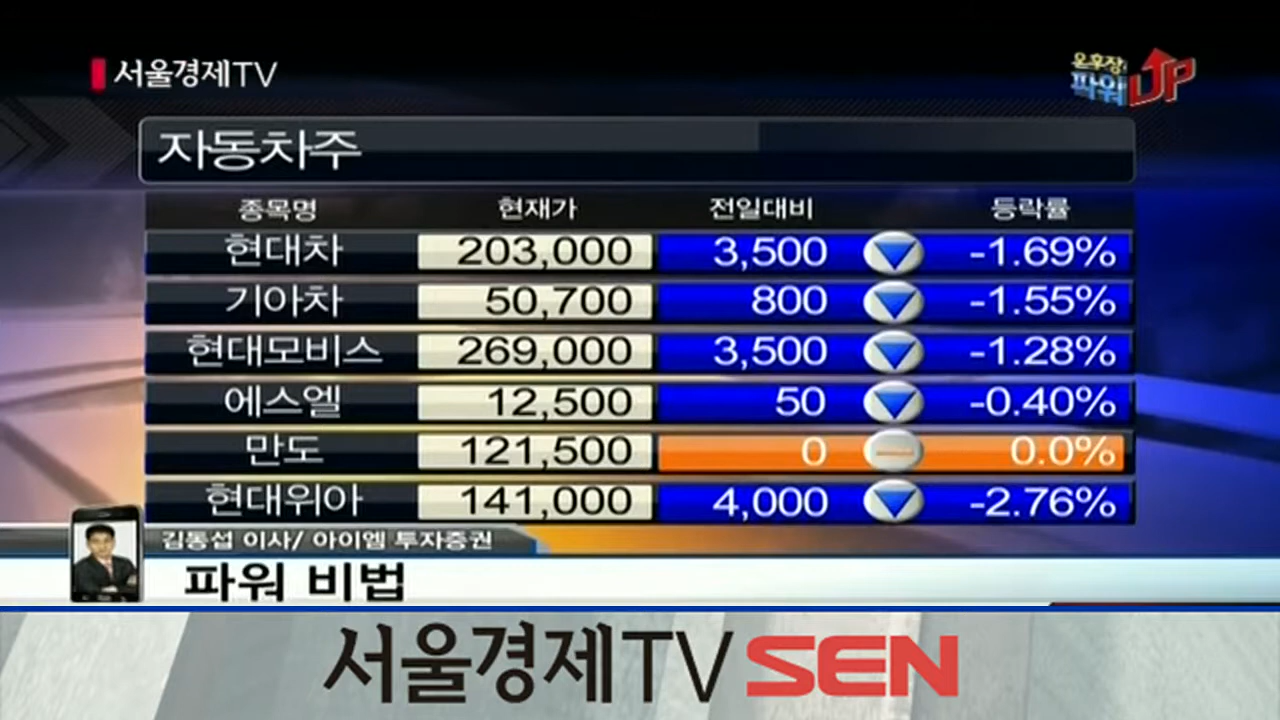 서울경제TV
오후장 파워 UP
자동차주
종목명 현재가 전일대비 등락률
현대차 203,000 3,500 ▼ -1.69%
기아차 50,700 800 ▼ -1.55%
현대모비스 269,000 3,500 ▼ -1.28%
에스엘 12,500 50 ▼ -0.40%
만도 121,500 0 - 0.0%
현대위아 141,000 4,000 ▼ -2.76%
김동섭 이사/ 아이엠 투자증권
파워 비법
서울경제TV SEN